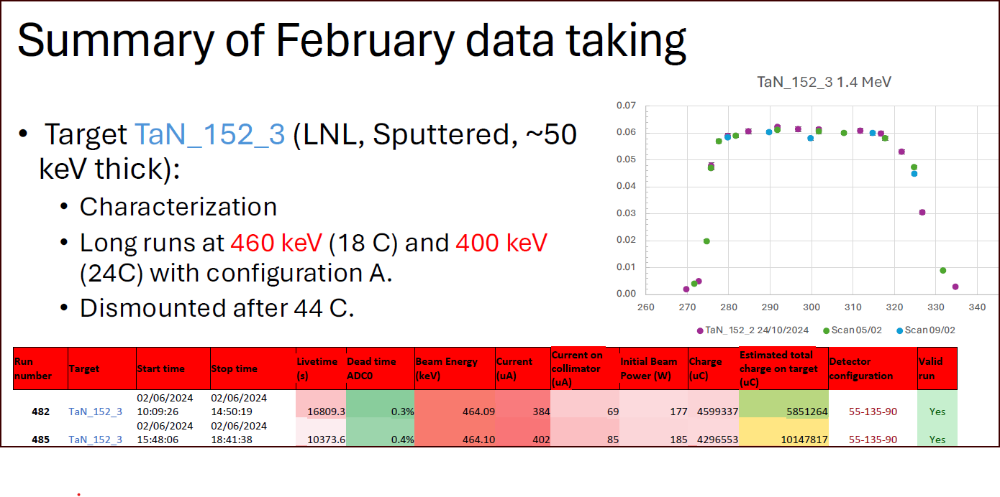 Summary of February data taking
• Target TaN_152_3 (LNL, Sputtered, ~50
keV thick):
• Characterization
• Long runs at 460 keV (18 C) and 400 keV
(24C) with configuration A.
• Dismounted after 44 C.
TaN_152_3 1.4 MeV
0.07
0.06
0.05
0.04
0.03
0.02
0.01
0.00
260 270 280 290 300 310 320 330 340
TaN_152_2 24/10/2024 Scan 05/02 Scan 09/02
Run number Target Start time Stop time Livetime (s) Dead time ADC0 Beam Energy (keV) Current (uA) Current on collimator (uA) Initial Beam Power (W) Charge (uC) Estimated total charge on target (uC) Detector configuration Valid run
482 TaN_152_3 02/06/2024 10:09:26 02/06/2024 14:50:19 16809.3 0.3% 464.09 384 69 177 4599337 5851264 55-135-90 Yes
485 TaN_152_3 02/06/2024 15:48:06 02/06/2024 18:41:38 10373.6 0.4% 464.10 402 85 185 4296553 10147817 55-135-90 Yes